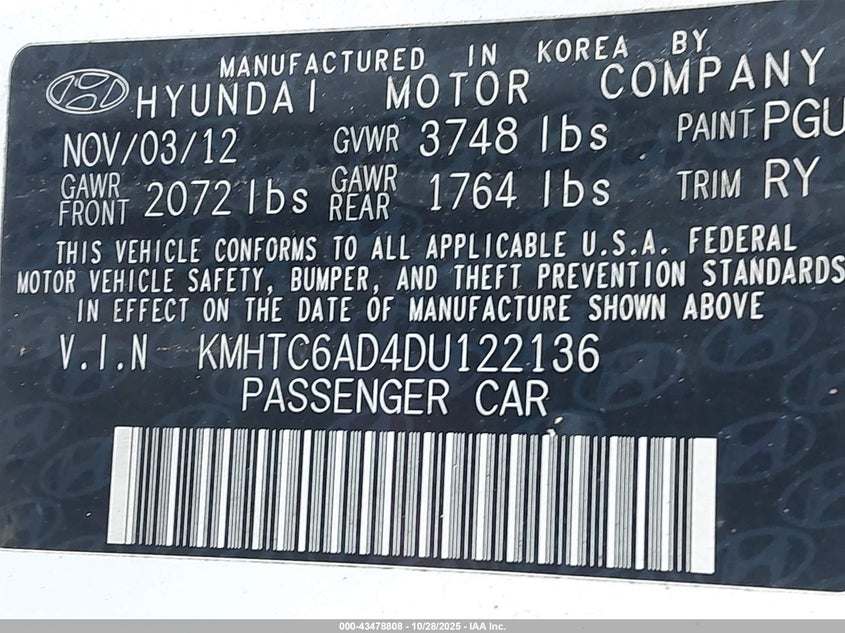 MANUFACTURED IN KOREA BY
HYUNDAI MOTOR COMPANY
NOV/03/12 GVWR 3748 lbs PAINT PGU
GAWR FRONT 2072 lbs GAWR REAR 1764 lbs TRIM RY
THIS VEHICLE CONFORMS TO ALL APPLICABLE U.S.A. FEDERAL
MOTOR VEHICLE SAFETY, BUMPER, AND THEFT PREVENTION STANDARDS
IN EFFECT ON THE DATE OF MANUFACTURE SHOWN ABOVE
V.I.N KMHTC6AD4DU122136
PASSENGER CAR
000-43478808 - 10/28/2025 - IAA Inc.